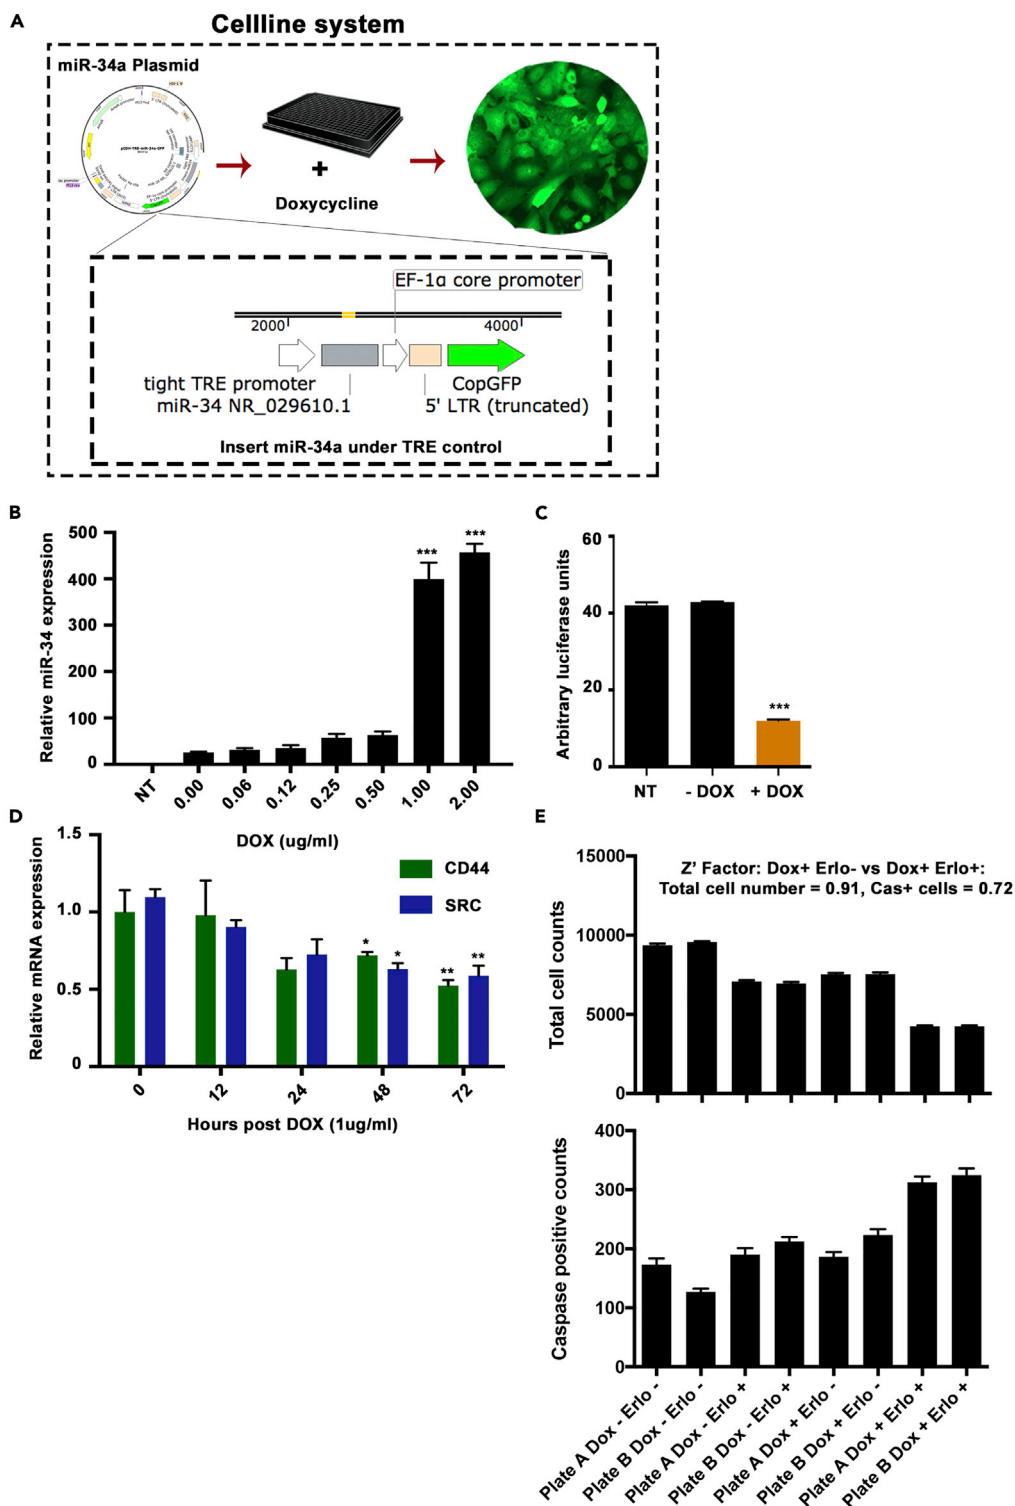 A
Cellline system
miR-34a Plasmid
pCDH-TRE-miR-34a-GFP
+
Doxycycline
EF-1α core promoter
2000
4000
tight TRE promoter
CopGFP
miR-34 NR_029610.1
5' LTR (truncated)
Insert miR-34a under TRE control
B
Relative miR-34 expression
500
400
300
200
100
0
*** ***
NT 0.00 0.06 0.12 0.25 0.50 1.00 2.00
DOX (ug/ml)
C
Arbitrary luciferase units
60
40
20
0
***
NT - DOX + DOX
D
Relative mRNA expression
1.5
1.0
0.5
0
CD44
SRC
* * ** **
0 12 24 48 72
Hours post DOX (1ug/ml)
E
Z' Factor: Dox+ Erlo- vs Dox+ Erlo+:
Total cell number = 0.91, Cas+ cells = 0.72
Total cell counts
15000
10000
5000
0
Caspase positive counts
400
300
200
100
0
Plate A Dox - Erlo -
Plate B Dox - Erlo -
Plate A Dox - Erlo +
Plate B Dox - Erlo +
Plate A Dox + Erlo -
Plate B Dox + Erlo -
Plate A Dox + Erlo +
Plate B Dox + Erlo +